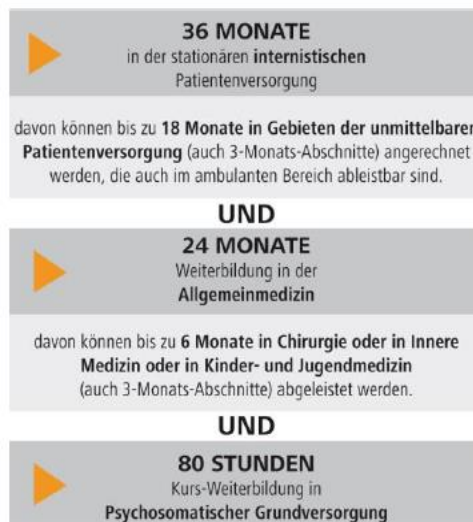 36 MONATE
in der stationären internistischen
Patientenversorgung
davon können bis zu 18 Monate in Gebieten der unmittelbaren
Patientenversorgung (auch 3-Monats-Abschnitte) angerechnet
werden, die auch im ambulanten Bereich ableistbar sind.
UND
24 MONATE
Weiterbildung in der
Allgemeinmedizin
davon können bis zu 6 Monate in Chirurgie oder in Innere
Medizin oder in Kinder- und Jugendmedizin
(auch 3-Monats-Abschnitte) abgeleistet werden.
UND
80 STUNDEN
Kurs-Weiterbildung in
Psychosomatischer Grundversorgung